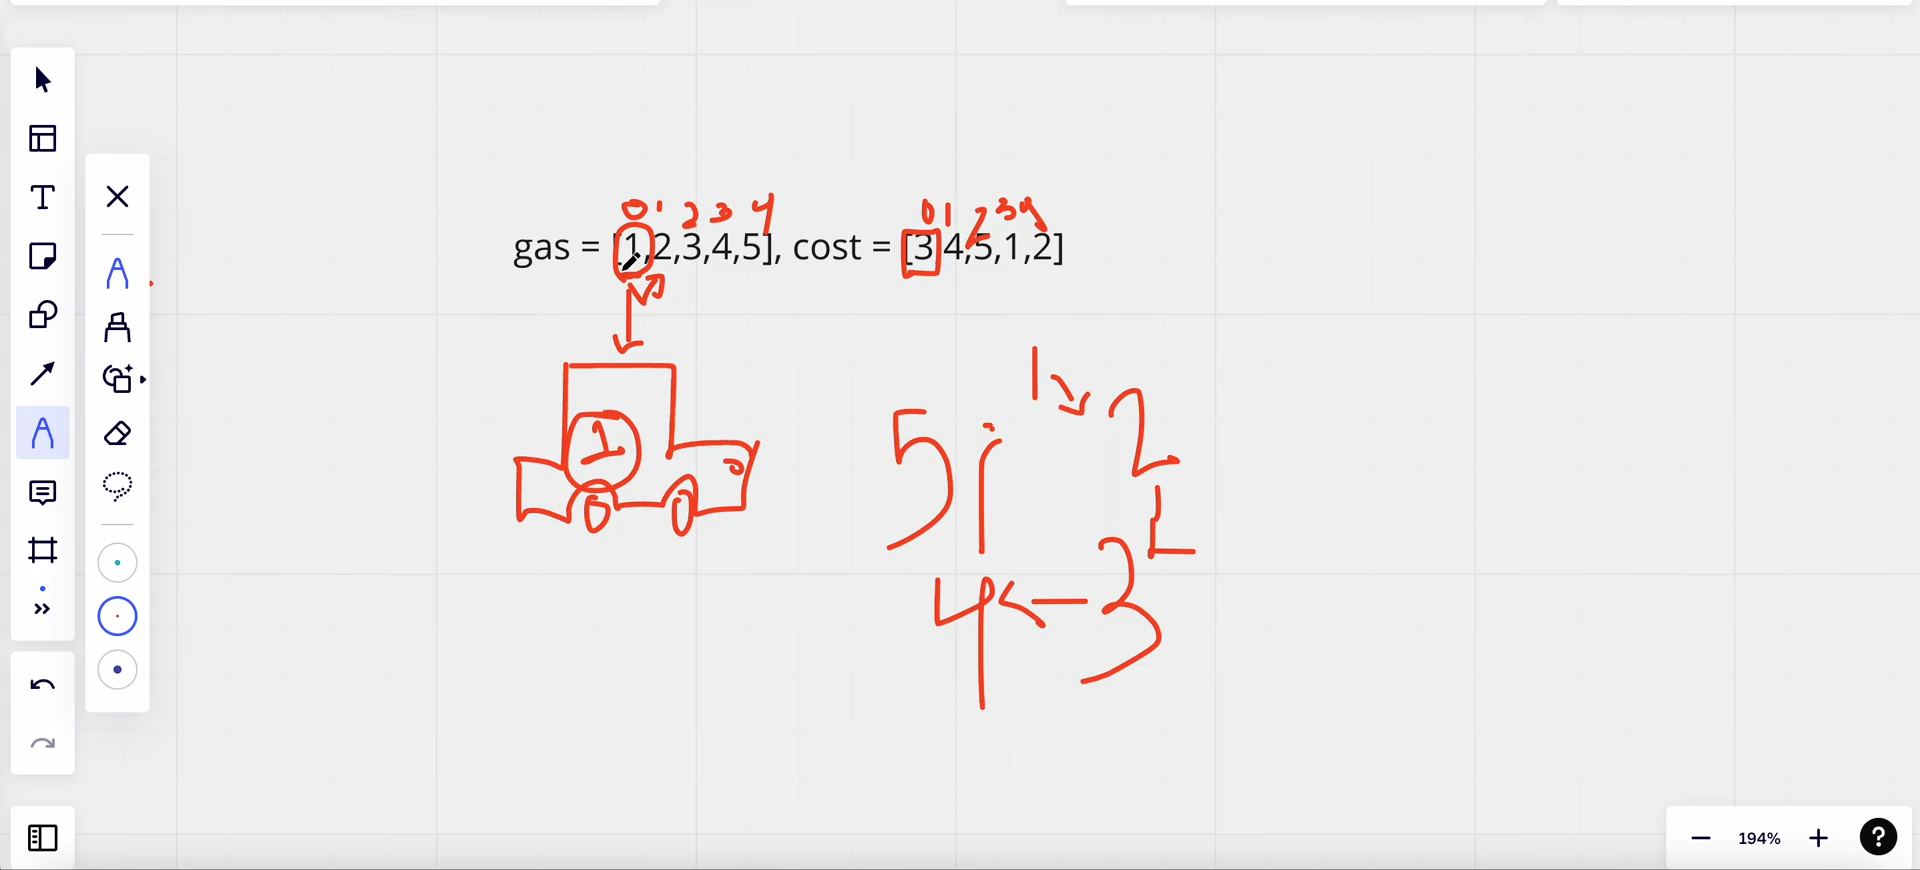 0 1 2 3 4 0 1 2 3 4
gas = [1,2,3,4,5], cost = [3,4,5,1,2]
1
1 2
5
4 3
T
194%
?